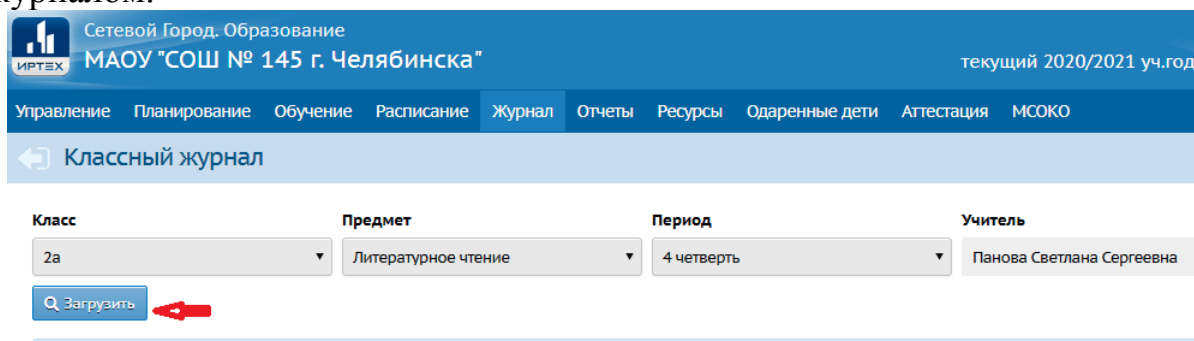 журналом.
Сетевой Город. Образование
ИРТЕХ МАОУ "СОШ № 145 г. Челябинска" текущий 2020/2021 уч.год
Управление Планирование Обучение Расписание Журнал Отчеты Ресурсы Одаренные дети Аттестация МСОКО
Классный журнал
Класс Предмет Период Учитель
2а Литературное чтение 4 четверть Панова Светлана Сергеевна
Загрузить